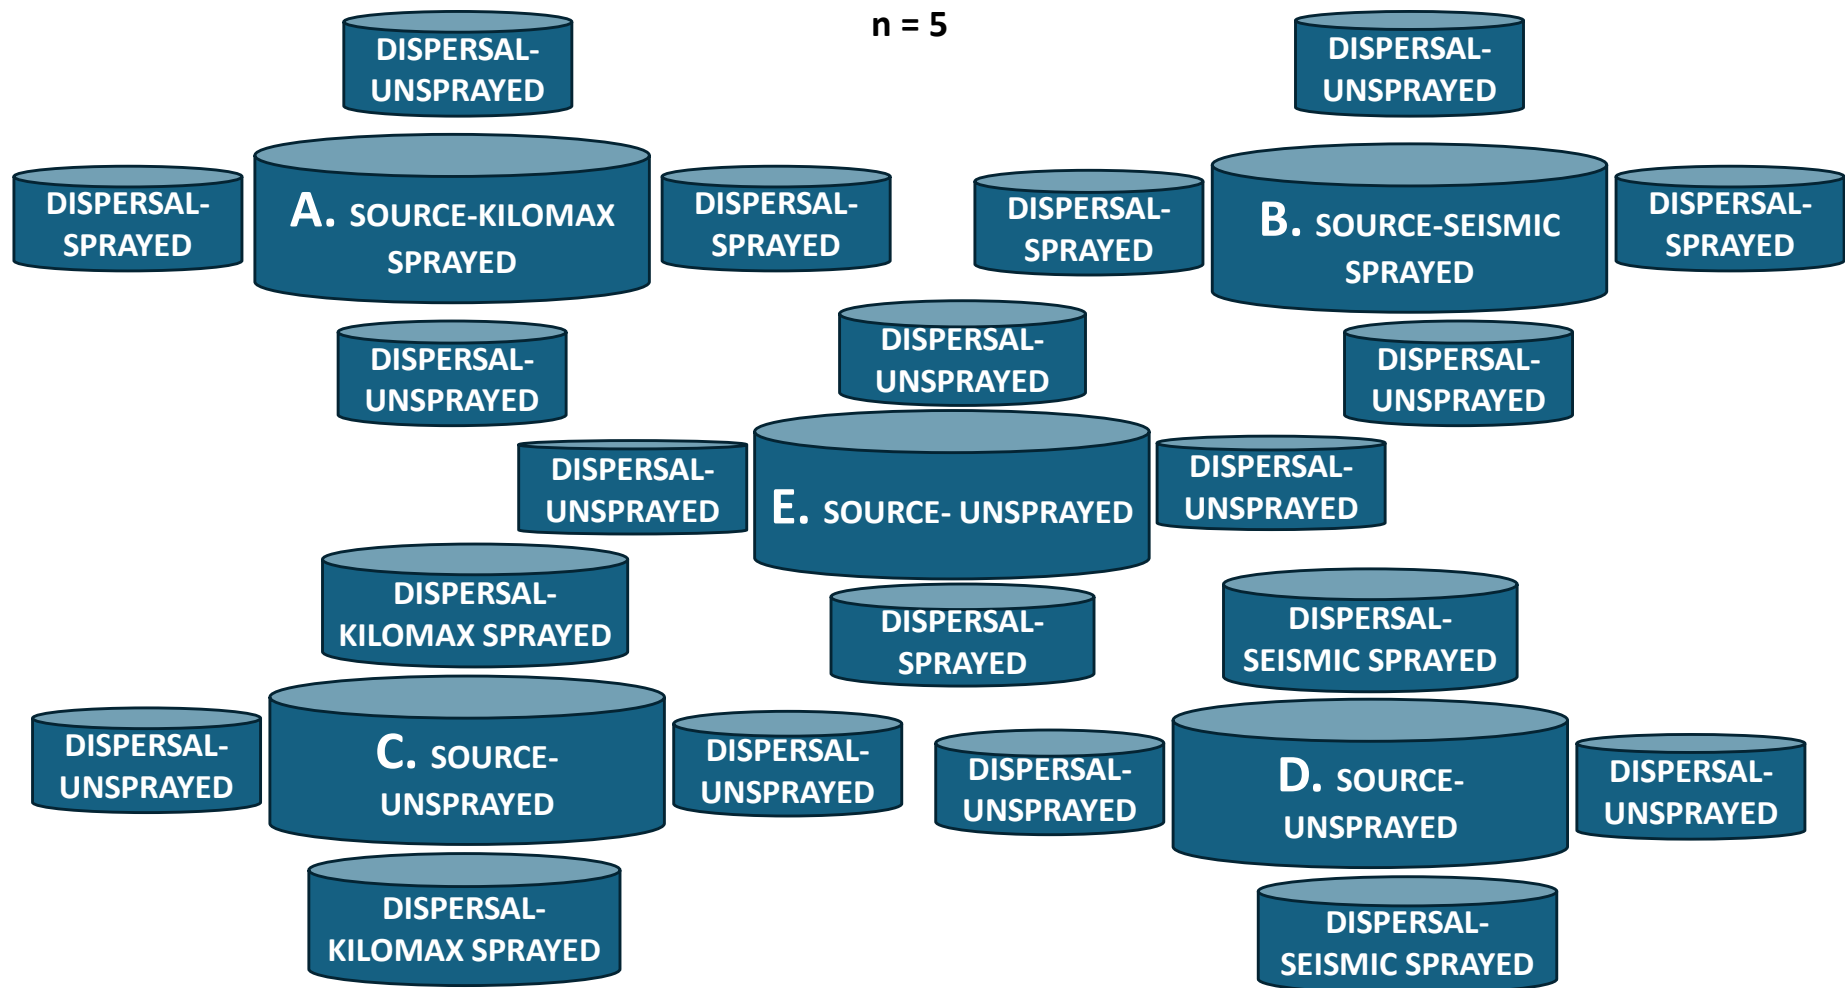 n = 5
DISPERSAL-
UNSPRAYED
DISPERSAL-
SPRAYED
A. SOURCE-KILOMAX
SPRAYED
DISPERSAL-
SPRAYED
DISPERSAL-
UNSPRAYED
DISPERSAL-
UNSPRAYED
DISPERSAL-
SPRAYED
B. SOURCE-SEISMIC
SPRAYED
DISPERSAL-
SPRAYED
DISPERSAL-
UNSPRAYED
DISPERSAL-
UNSPRAYED
DISPERSAL-
UNSPRAYED
E. SOURCE- UNSPRAYED
DISPERSAL-
UNSPRAYED
DISPERSAL-
SPRAYED
DISPERSAL-
KILOMAX SPRAYED
DISPERSAL-
UNSPRAYED
C. SOURCE-
UNSPRAYED
DISPERSAL-
UNSPRAYED
DISPERSAL-
KILOMAX SPRAYED
DISPERSAL-
SEISMIC SPRAYED
DISPERSAL-
UNSPRAYED
D. SOURCE-
UNSPRAYED
DISPERSAL-
UNSPRAYED
DISPERSAL-
SEISMIC SPRAYED